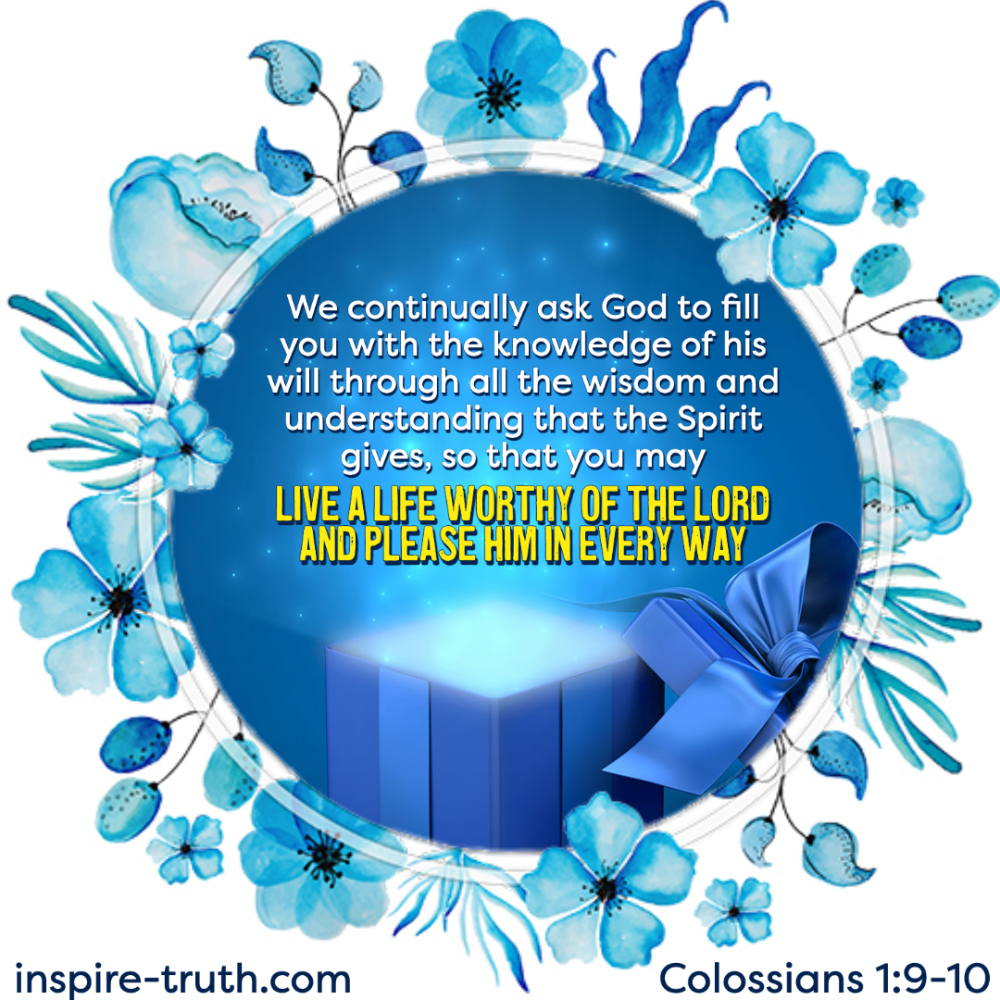 We continually ask God to fill
you with the knowledge of his
will through all the wisdom and
understanding that the Spirit
gives, so that you may
LIVE A LIFE WORTHY OF THE LORD
AND PLEASE HIM IN EVERY WAY
inspire-truth.com
Colossians 1:9-10